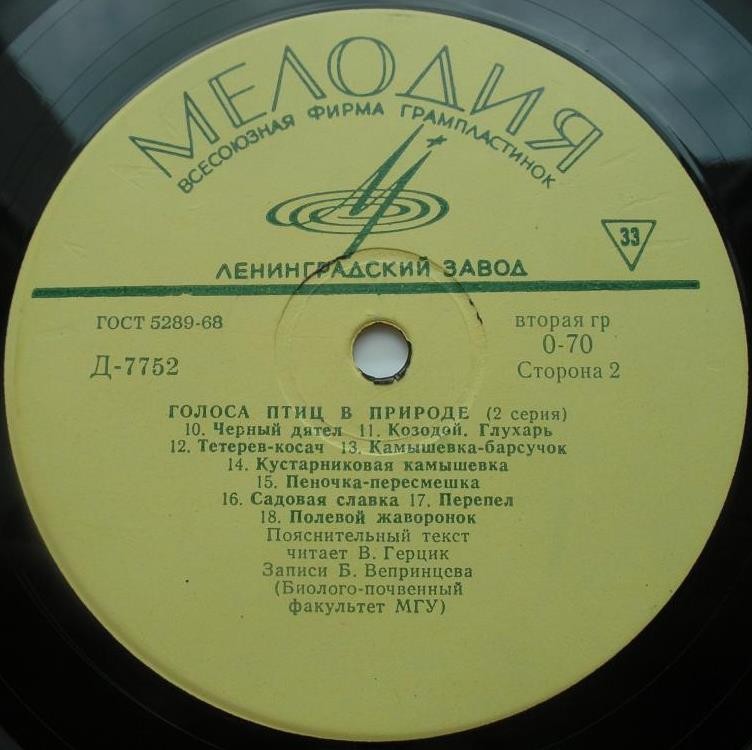 МЕЛОДИЯ
ВСЕСОЮЗНАЯ ФИРМА ГРАМПЛАСТИНОК
33
ЛЕНИНГРАДСКИЙ ЗАВОД
ГОСТ 5289-68
вторая гр
0-70
Д-7752
Сторона 2
ГОЛОСА ПТИЦ В ПРИРОДЕ (2 серия)
10. Черный дятел 11. Козодой. Глухарь
12. Тетерев-косач 13. Камышевка-барсучок
14. Кустарниковая камышевка
15. Пеночка-пересмешка
16. Садовая славка 17. Перепел
18. Полевой жаворонок
Пояснительный текст
читает В. Герцик
Записи Б. Вепринцева
(Биолого-почвенный
факультет МГУ)